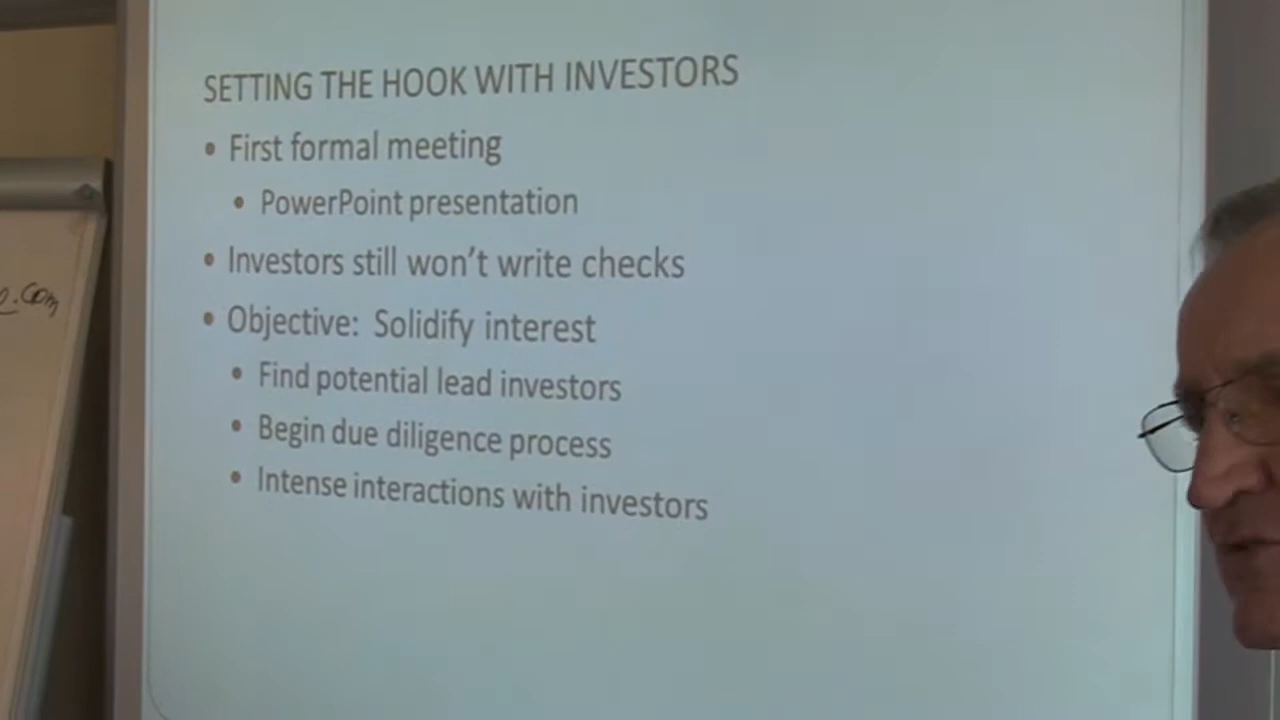 SETTING THE HOOK WITH INVESTORS
• First formal meeting
• PowerPoint presentation
• Investors still won't write checks
• Objective: Solidify interest
• Find potential lead investors
• Begin due diligence process
• Intense interactions with investors
.com